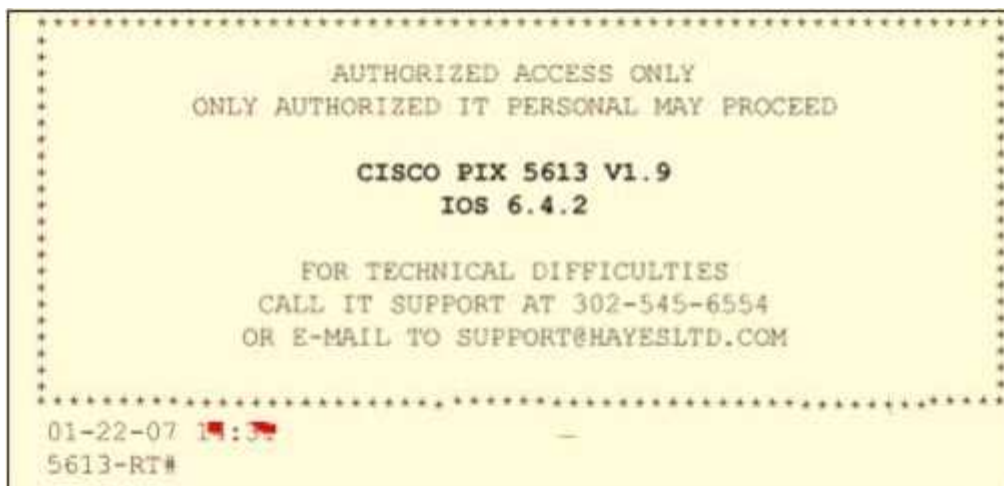 AUTHORIZED ACCESS ONLY
ONLY AUTHORIZED IT PERSONAL MAY PROCEED
CISCO PIX 5613 V1.9
IOS 6.4.2
FOR TECHNICAL DIFFICULTIES
CALL IT SUPPORT AT 302-545-6554
OR E-MAIL TO SUPPORT@HAYESLTD.COM
01-22-07
5613-RT#